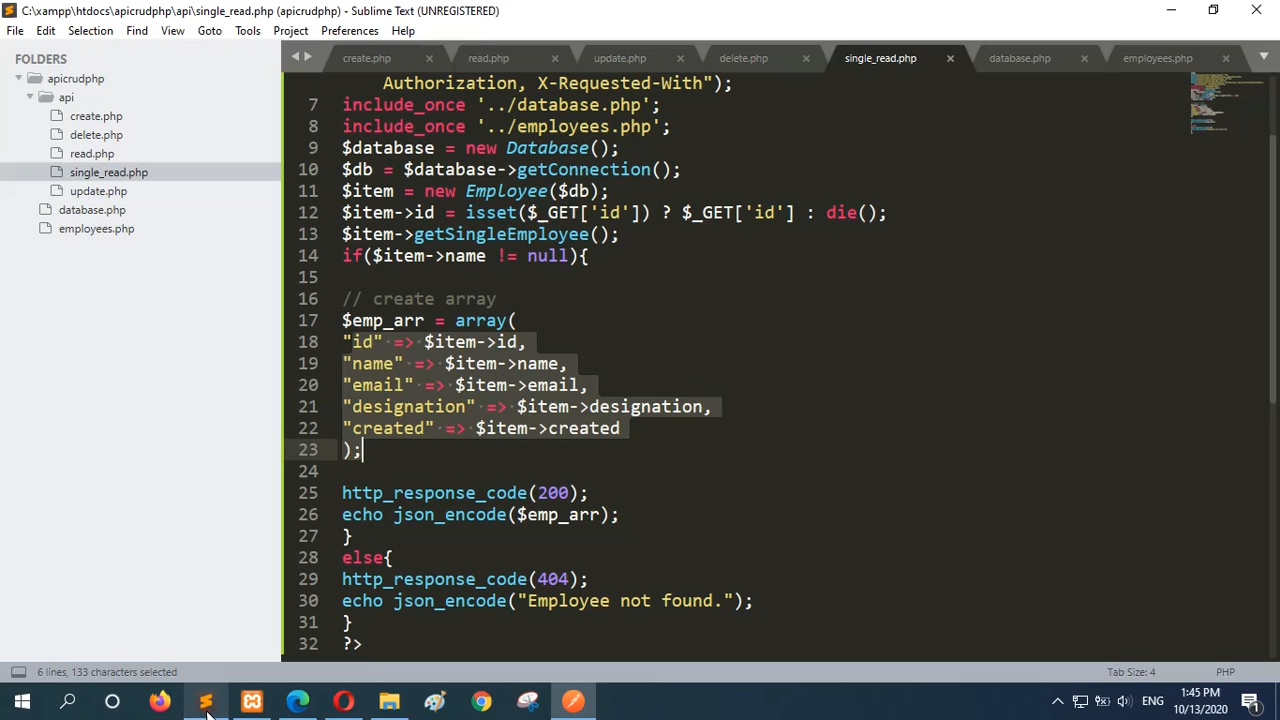 C:\xampp\htdocs\apicrudphp\api\single_read.php (apicrudphp) - Sublime Text (UNREGISTERED)
File Edit Selection Find View Goto Tools Project Preferences Help
FOLDERS
apicrudphp
api
create.php
delete.php
read.php
single_read.php
update.php
database.php
employees.php
create.php read.php update.php delete.php single_read.php database.php employees.php
Authorization, X-Requested-With");
7 include_once '../database.php';
8 include_once '../employees.php';
9 $database = new Database();
10 $db = $database->getConnection();
11 $item = new Employee($db);
12 $item->id = isset($_GET['id']) ? $_GET['id'] : die();
13 $item->getSingleEmployee();
14 if($item->name != null){
15
16 // create array
17 $emp_arr = array(
18 "id" => $item->id,
19 "name" => $item->name,
20 "email" => $item->email,
21 "designation" => $item->designation,
22 "created" => $item->created
23 );
24
25 http_response_code(200);
26 echo json_encode($emp_arr);
27 }
28 else{
29 http_response_code(404);
30 echo json_encode("Employee not found.");
31 }
32 ?>
6 lines, 133 characters selected Tab Size: 4 PHP
ENG 1:45 PM
10/13/2020
1